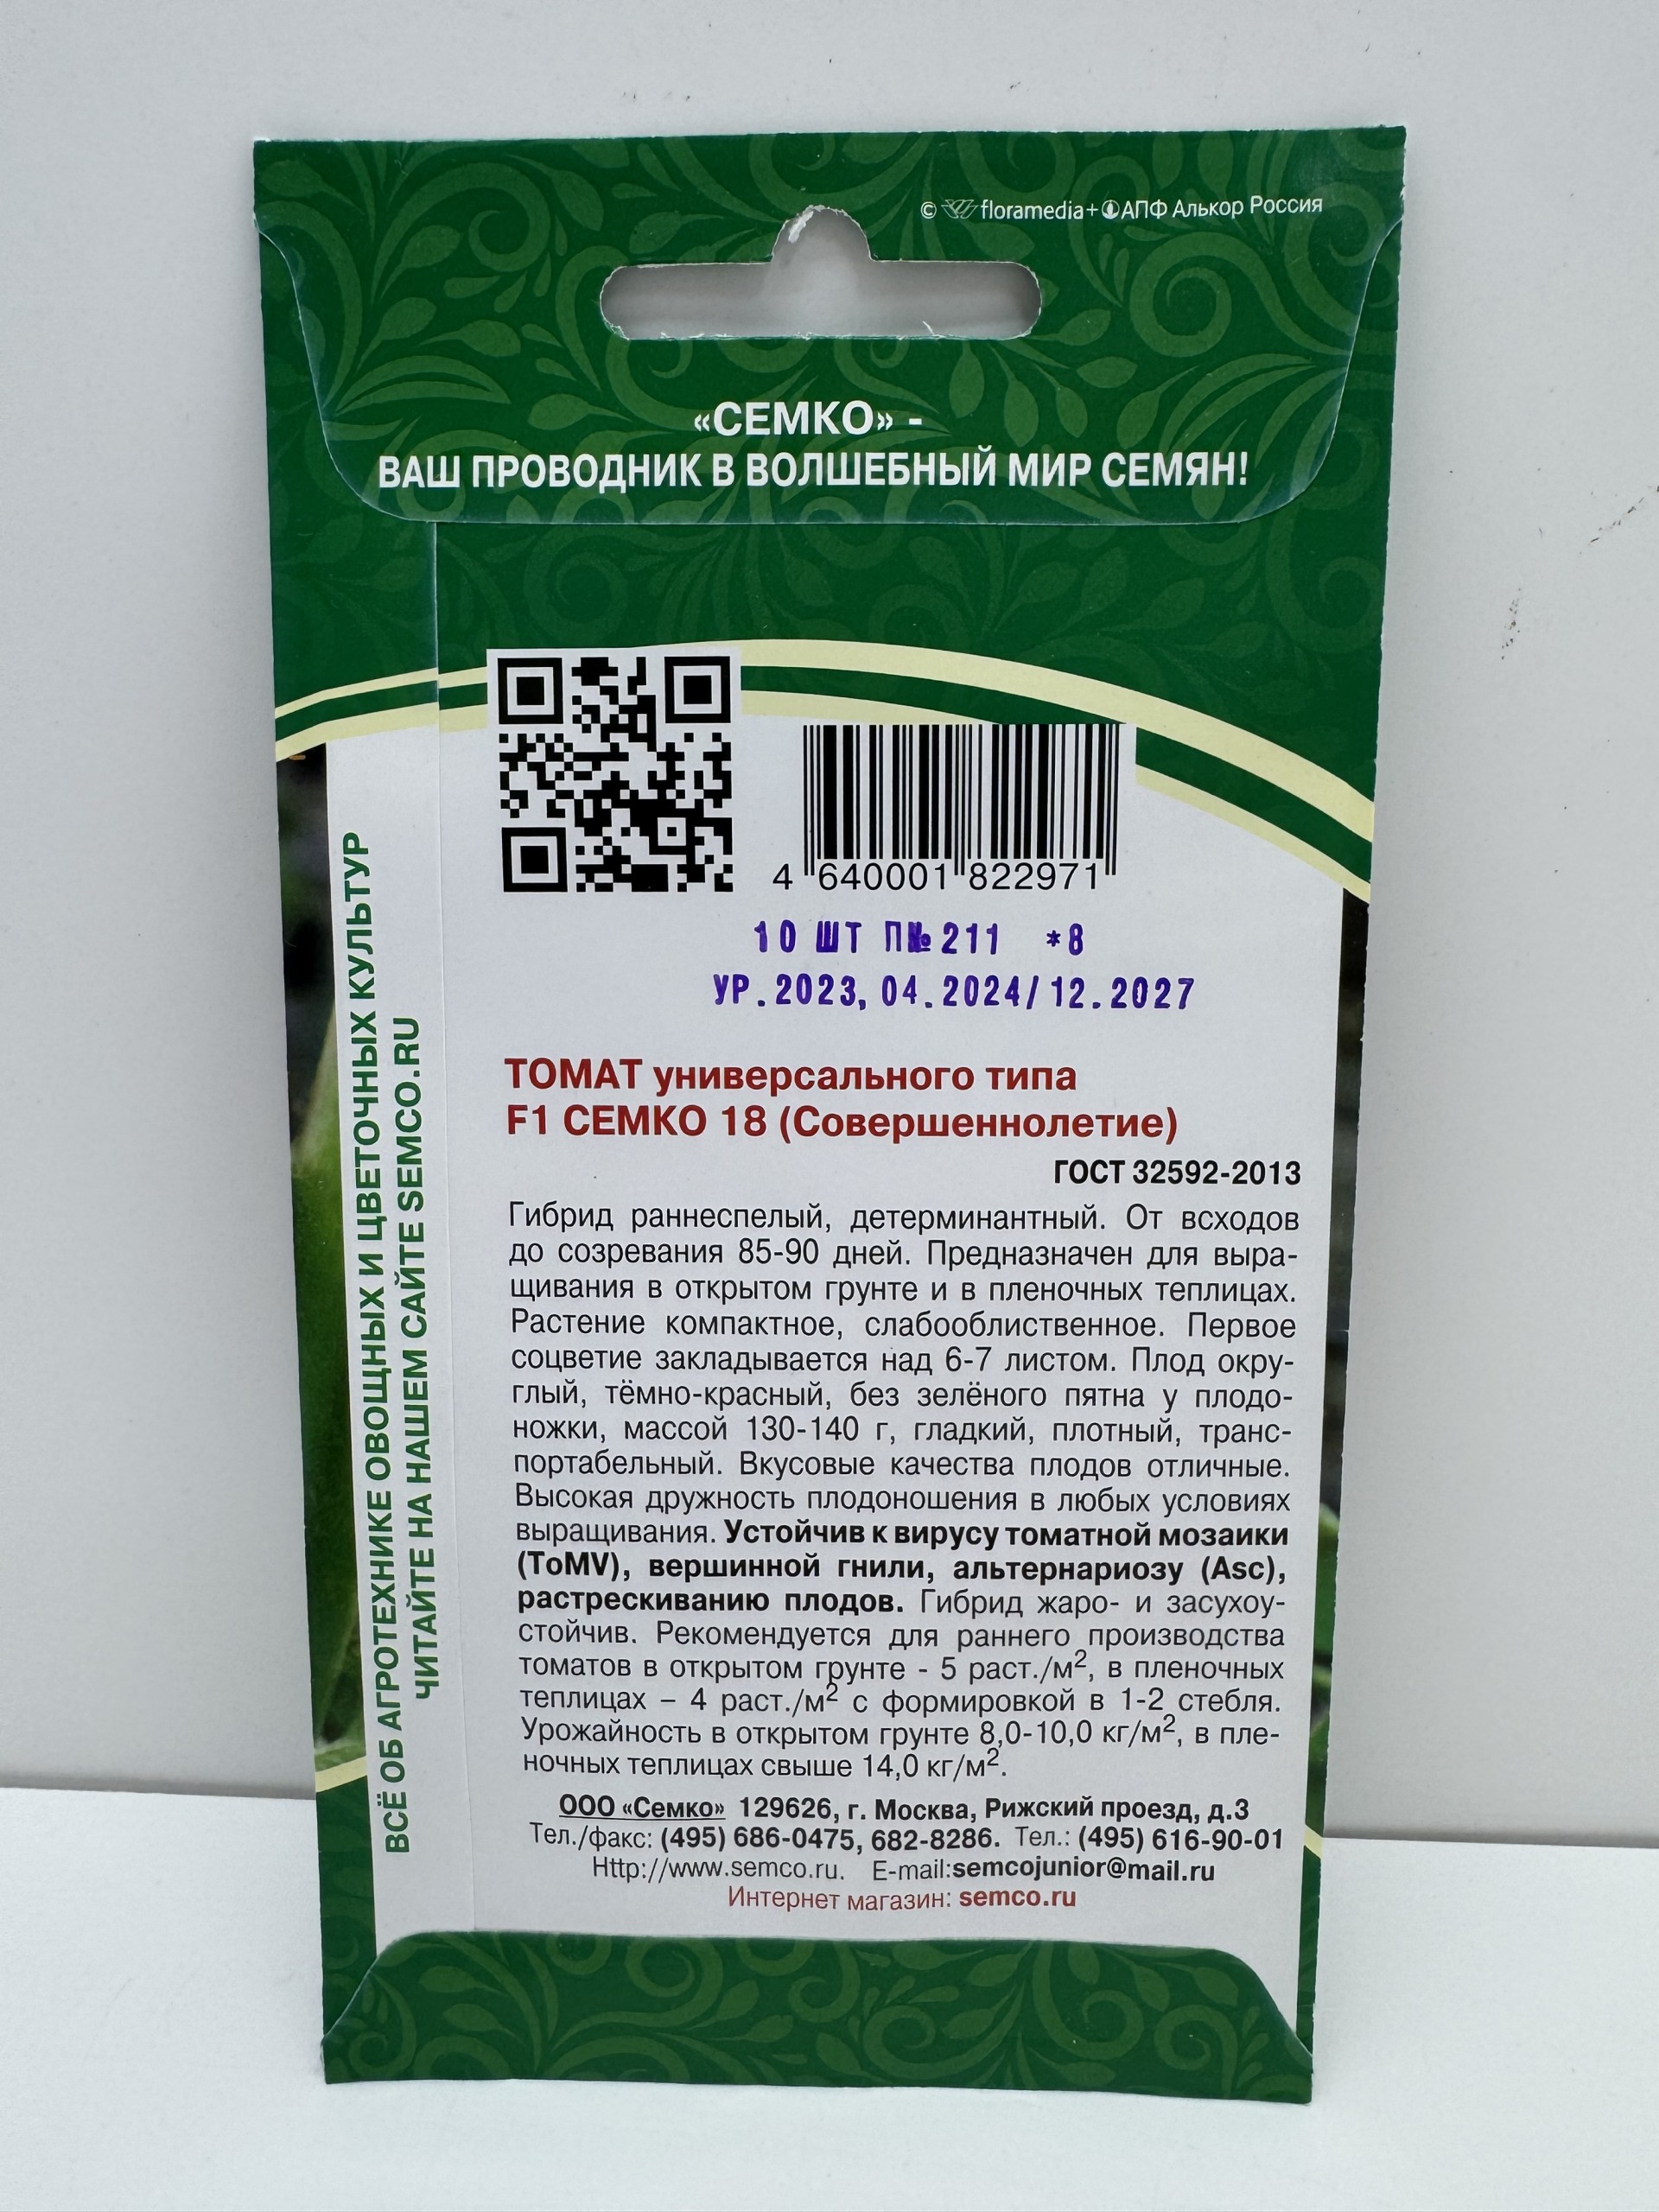 © floramedia+АПФ Алькор Россия
«СЕМКО» -
ВАШ ПРОВОДНИК В ВОЛШЕБНЫЙ МИР СЕМЯН!
4 640001 822971
10 ШТ П№211 *8
УР.2023, 04.2024/12.2027
ТОМАТ универсального типа
F1 СЕМКО 18 (Совершеннолетие)
ГОСТ 32592-2013
Гибрид раннеспелый, детерминантный. От всходов
до созревания 85-90 дней. Предназначен для выра-
щивания в открытом грунте и в пленочных теплицах.
Растение компактное, слабооблиственное. Первое
соцветие закладывается над 6-7 листом. Плод окру-
глый, тёмно-красный, без зелёного пятна у плодо-
ножки, массой 130-140 г, гладкий, плотный, транс-
портабельный. Вкусовые качества плодов отличные.
Высокая дружность плодоношения в любых условиях
выращивания. Устойчив к вирусу томатной мозаики
(ToMV), вершинной гнили, альтернариозу (Asc),
растрескиванию плодов. Гибрид жаро- и засухоу-
стойчив. Рекомендуется для раннего производства
томатов в открытом грунте - 5 раст./м², в пленочных
теплицах – 4 раст./м² с формировкой в 1-2 стебля.
Урожайность в открытом грунте 8,0-10,0 кг/м², в пле-
ночных теплицах свыше 14,0 кг/м².
ООО «Семко» 129626, г. Москва, Рижский проезд, д.3
Тел./факс: (495) 686-0475, 682-8286. Тел.: (495) 616-90-01
Http://www.semco.ru. E-mail:semcojunior@mail.ru
Интернет магазин: semco.ru
ВСЁ ОБ АГРОТЕХНИКЕ ОВОЩНЫХ И ЦВЕТОЧНЫХ КУЛЬТУР
ЧИТАЙТЕ НА НАШЕМ САЙТЕ SEMCO.RU